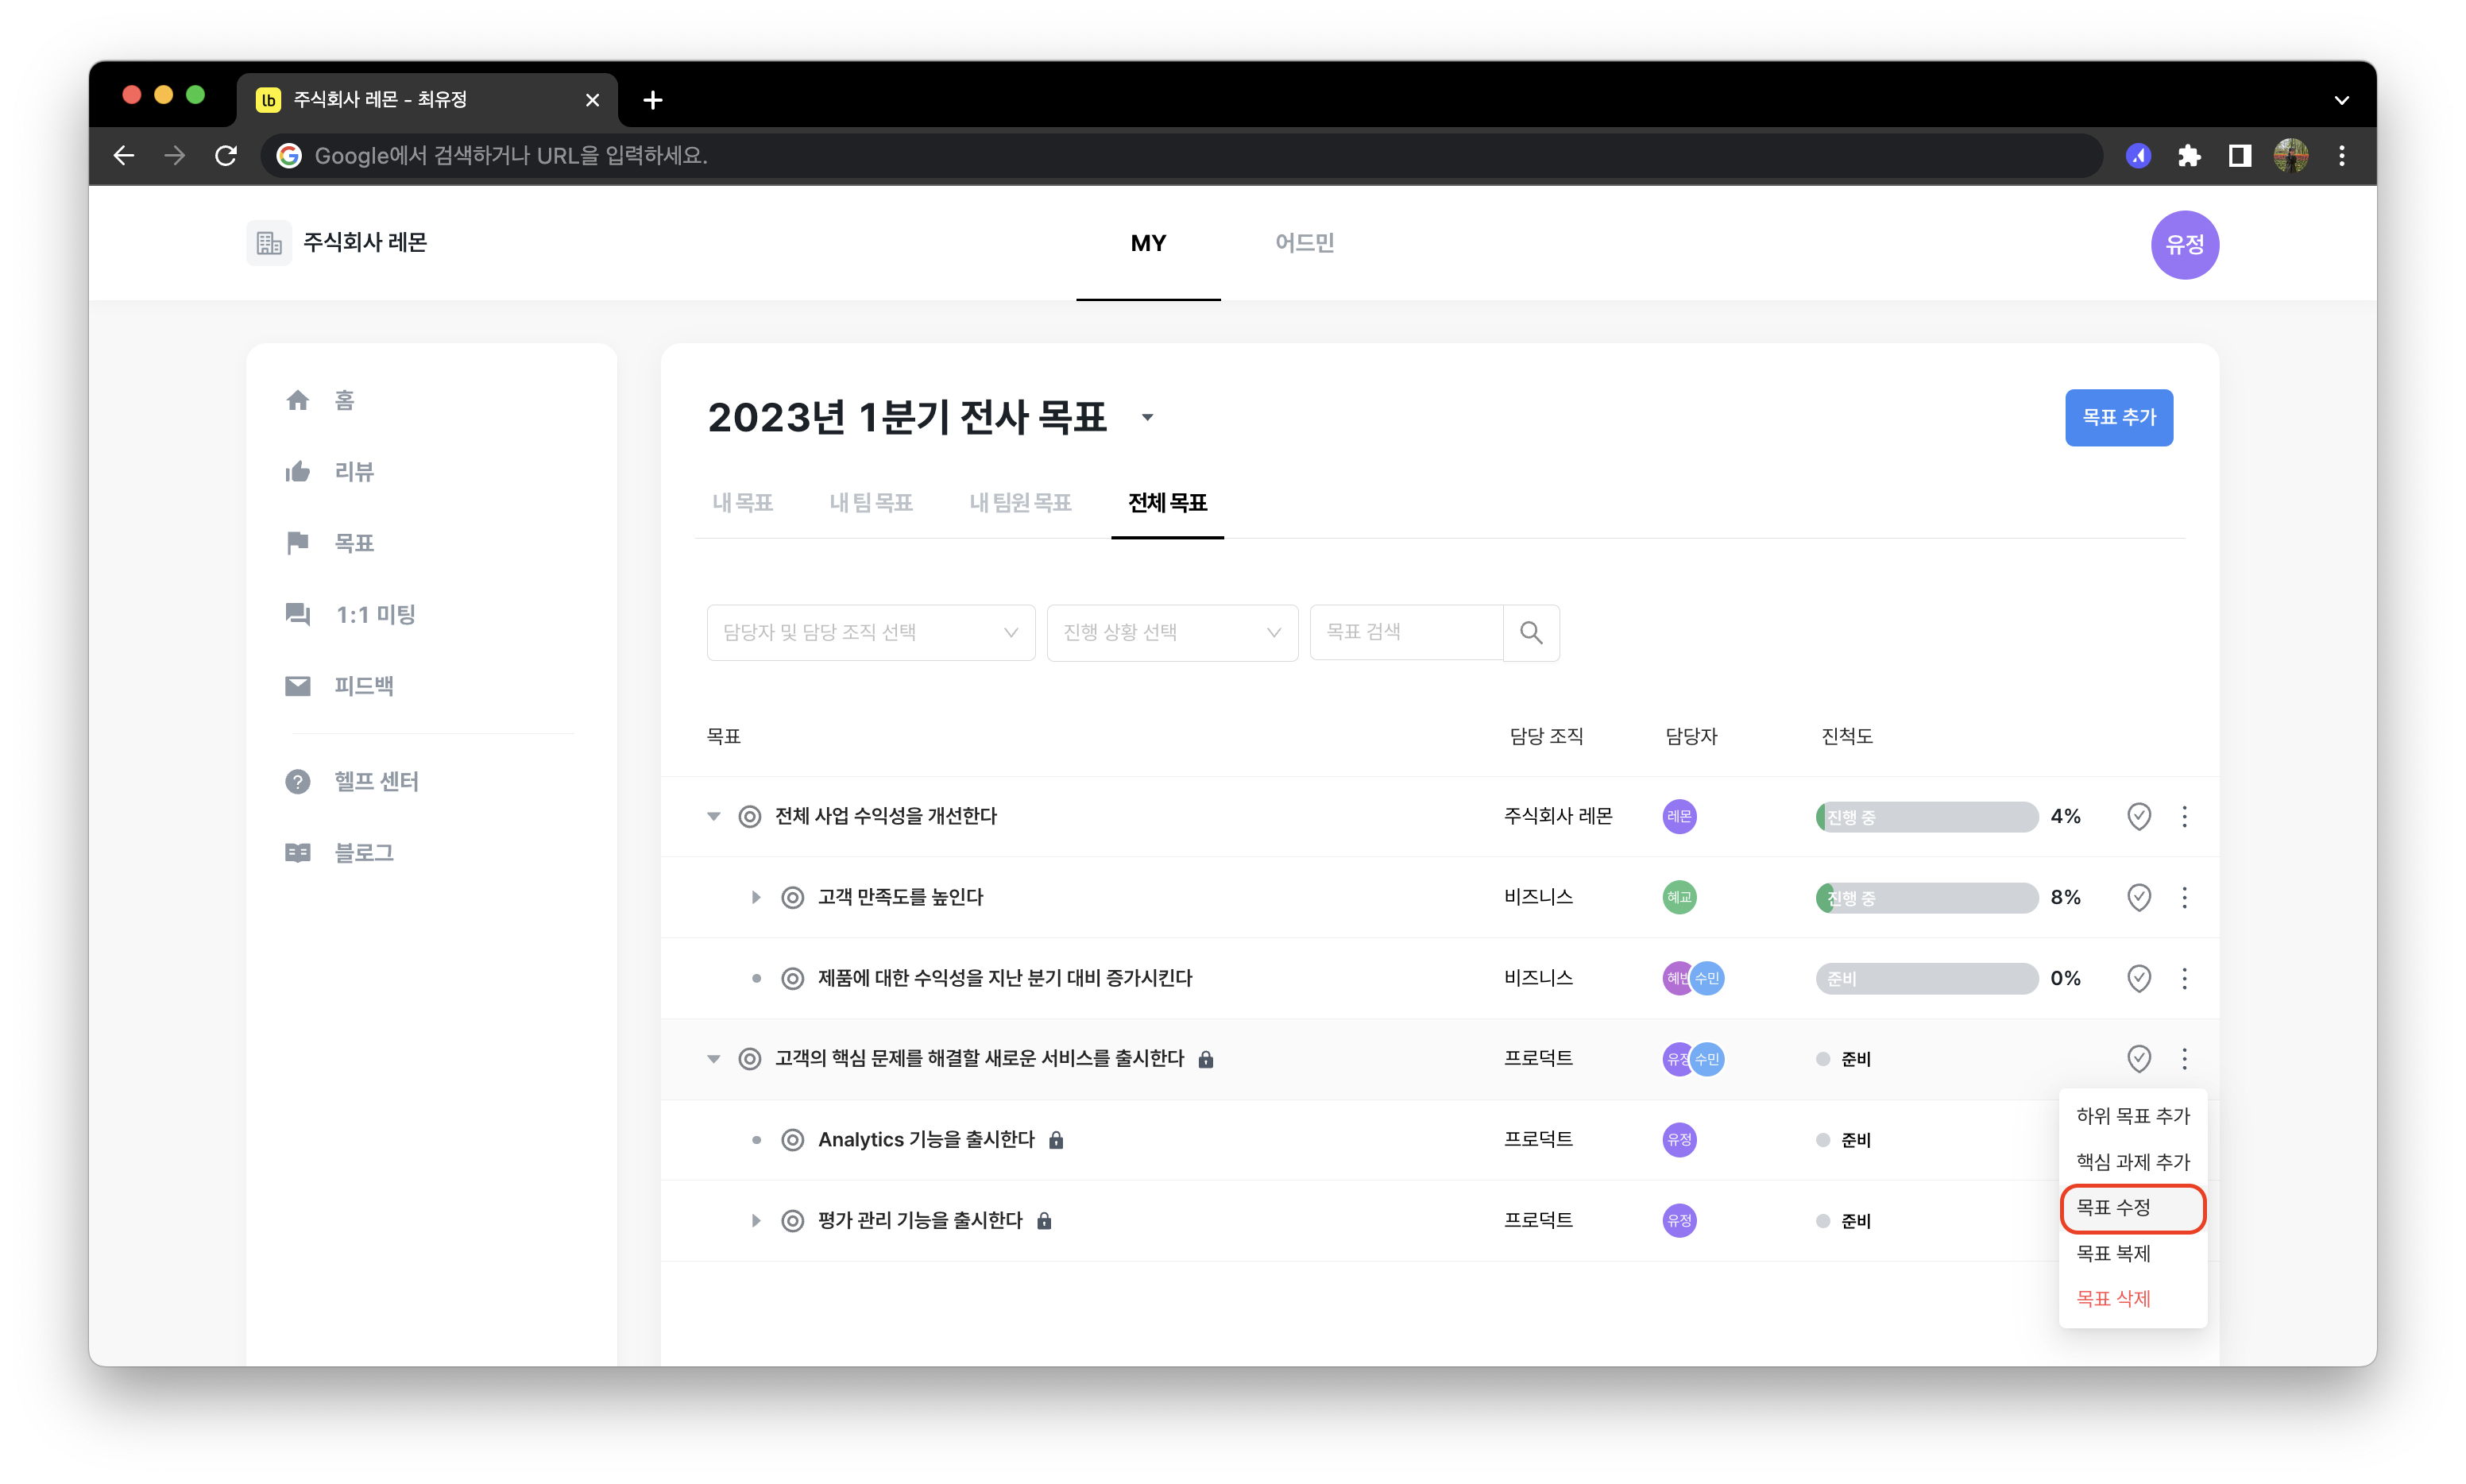 lb 주식회사 레몬 - 최유정
Google에서 검색하거나 URL을 입력하세요.
주식회사 레몬
MY
어드민
유정
홈
리뷰
목표
1:1 미팅
피드백
헬프 센터
블로그
2023년 1분기 전사 목표
목표 추가
내 목표
내 팀 목표
내 팀원 목표
전체 목표
담당자 및 담당 조직 선택
진행 상황 선택
목표 검색
목표 담당 조직 담당자 진척도
전체 사업 수익성을 개선한다 주식회사 레몬 레몬 진행 중 4%
고객 만족도를 높인다 비즈니스 혜교 진행 중 8%
제품에 대한 수익성을 지난 분기 대비 증가시킨다 비즈니스 수민 준비 0%
고객의 핵심 문제를 해결할 새로운 서비스를 출시한다 프로덕트 유정 수민 준비
Analytics 기능을 출시한다 프로덕트 유정 준비
평가 관리 기능을 출시한다 프로덕트 유정 준비
하위 목표 추가
핵심 과제 추가
목표 수정
목표 복제
목표 삭제